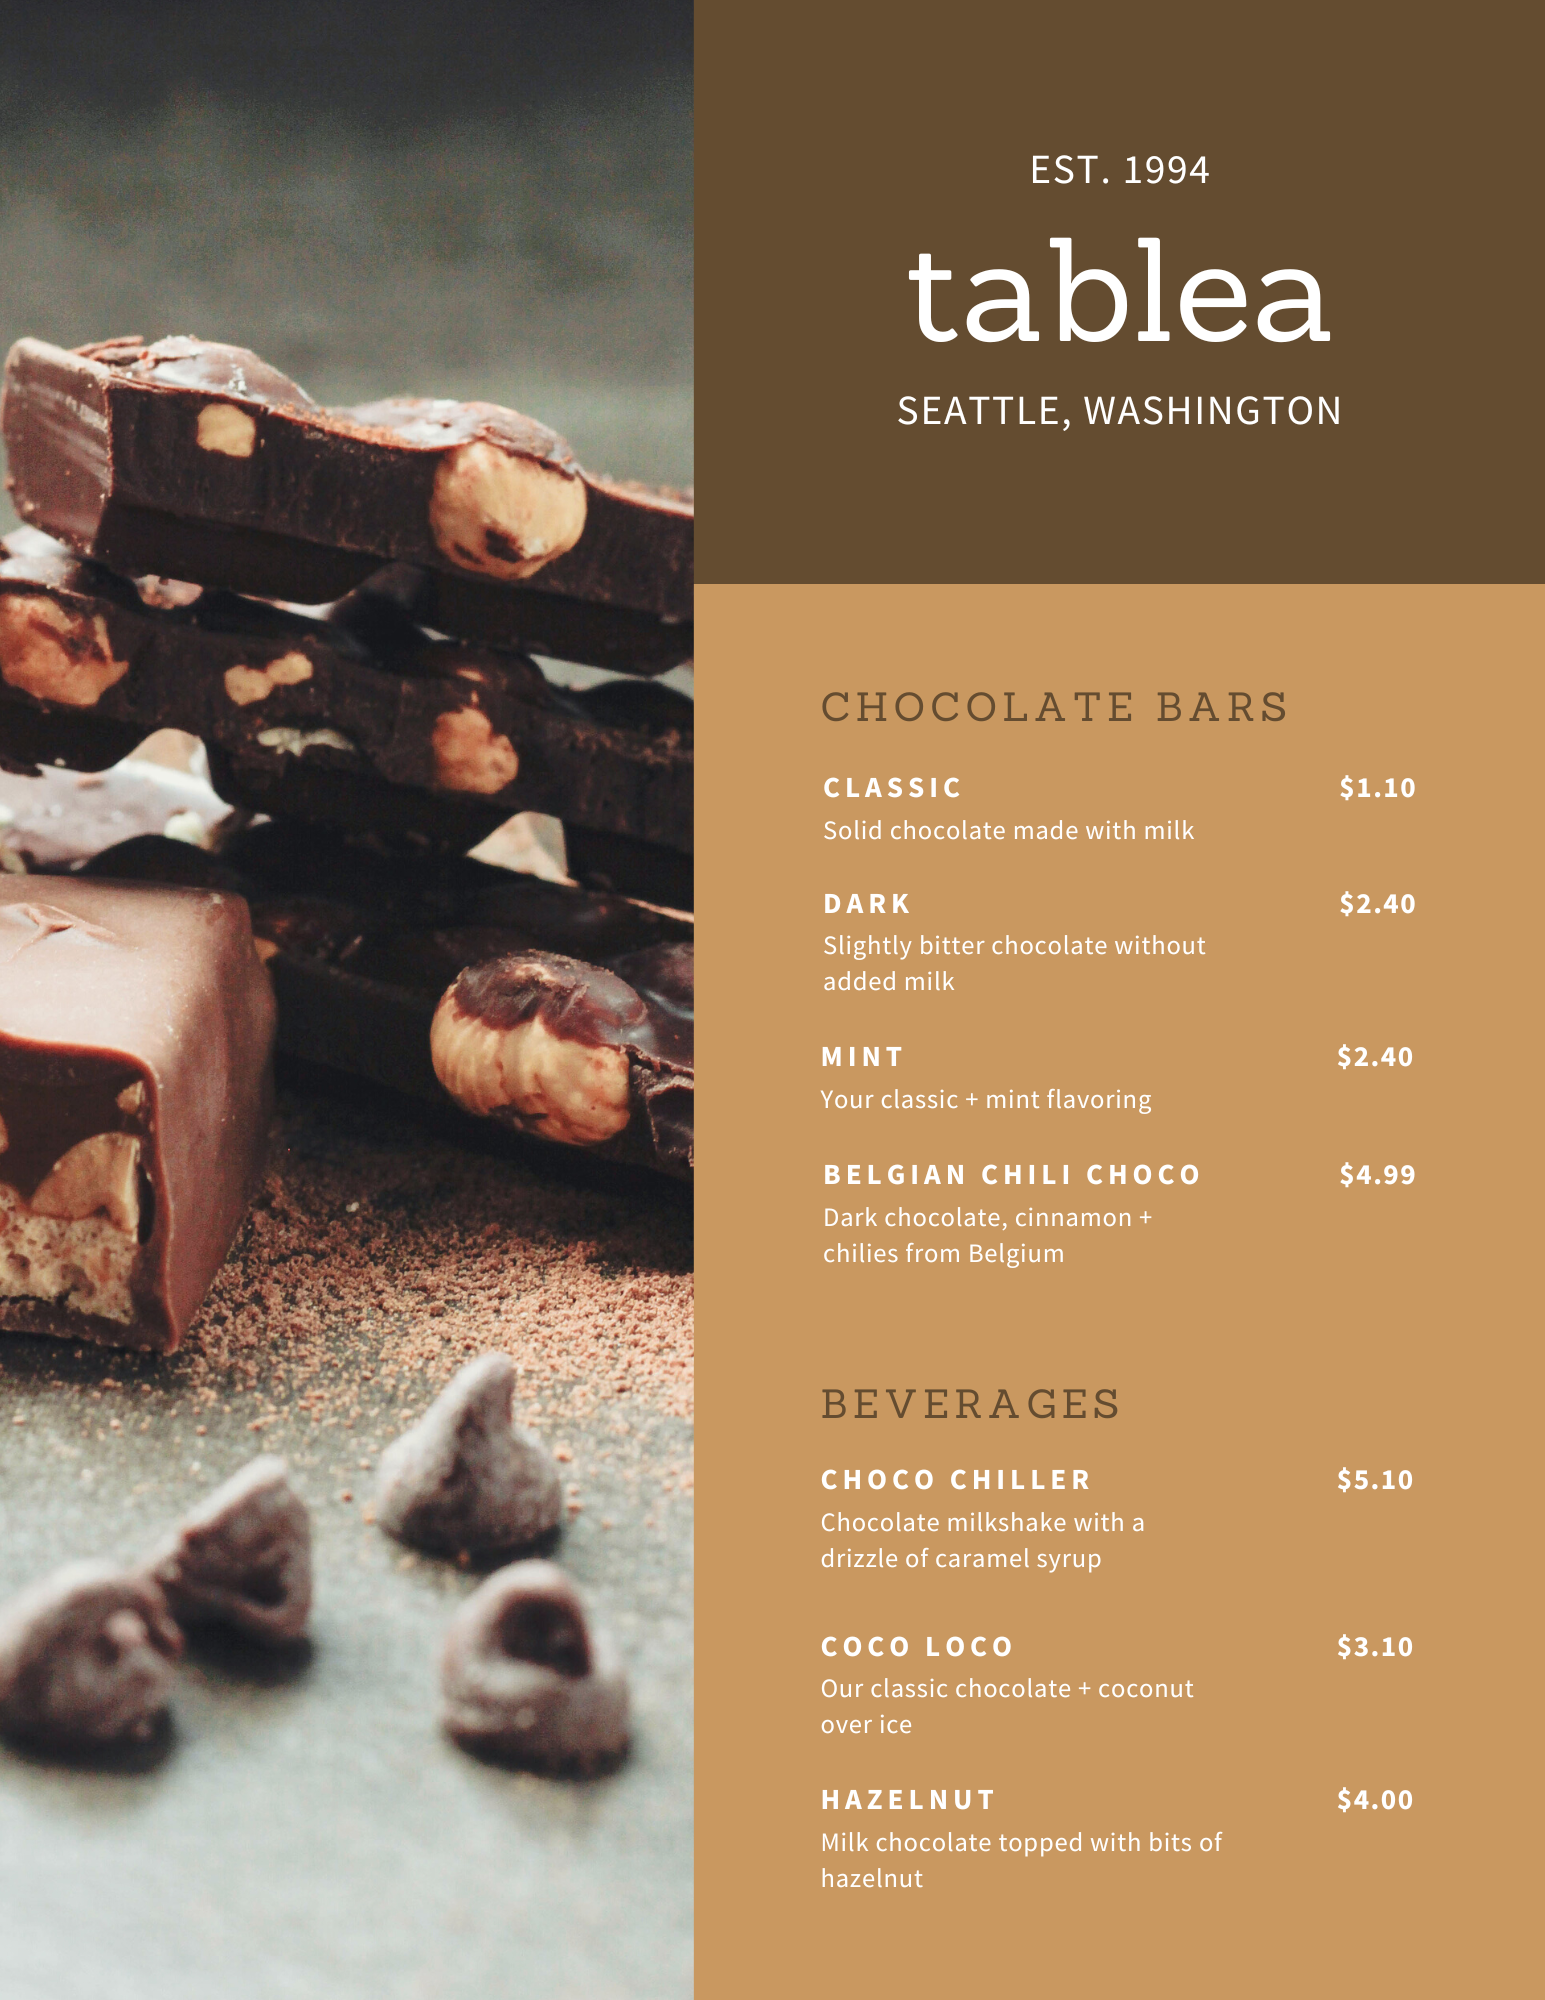 EST. 1994
tablea
SEATTLE, WASHINGTON
CHOCOLATE BARS
CLASSIC $1.10
Solid chocolate made with milk
DARK $2.40
Slightly bitter chocolate without
added milk
MINT $2.40
Your classic + mint flavoring
BELGIAN CHILI CHOCO $4.99
Dark chocolate, cinnamon +
chilies from Belgium
BEVERAGES
CHOCO CHILLER $5.10
Chocolate milkshake with a
drizzle of caramel syrup
COCO LOCO $3.10
Our classic chocolate + coconut
over ice
HAZELNUT $4.00
Milk chocolate topped with bits of
hazelnut